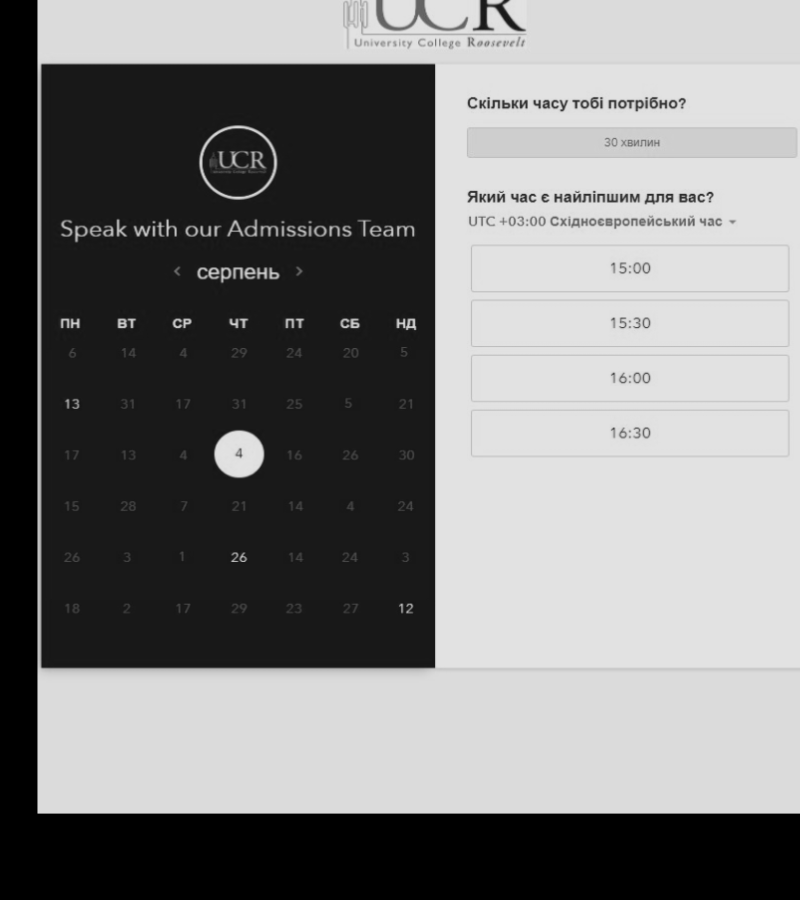 UCR
University College Roosevelt
UCR
Speak with our Admissions Team
< серпень >
ПН ВТ СР ЧТ ПТ СБ НД
6 14 4 29 24 20 5
13 31 17 31 25 5 21
17 13 4 4 16 26 30
15 28 7 21 14 4 24
26 3 1 26 14 24 3
18 2 17 29 23 27 12
Скільки часу тобі потрібно?
30 хвилин
Який час є найліпшим для вас?
UTC +03:00 Східноєвропейський час
15:00
15:30
16:00
16:30